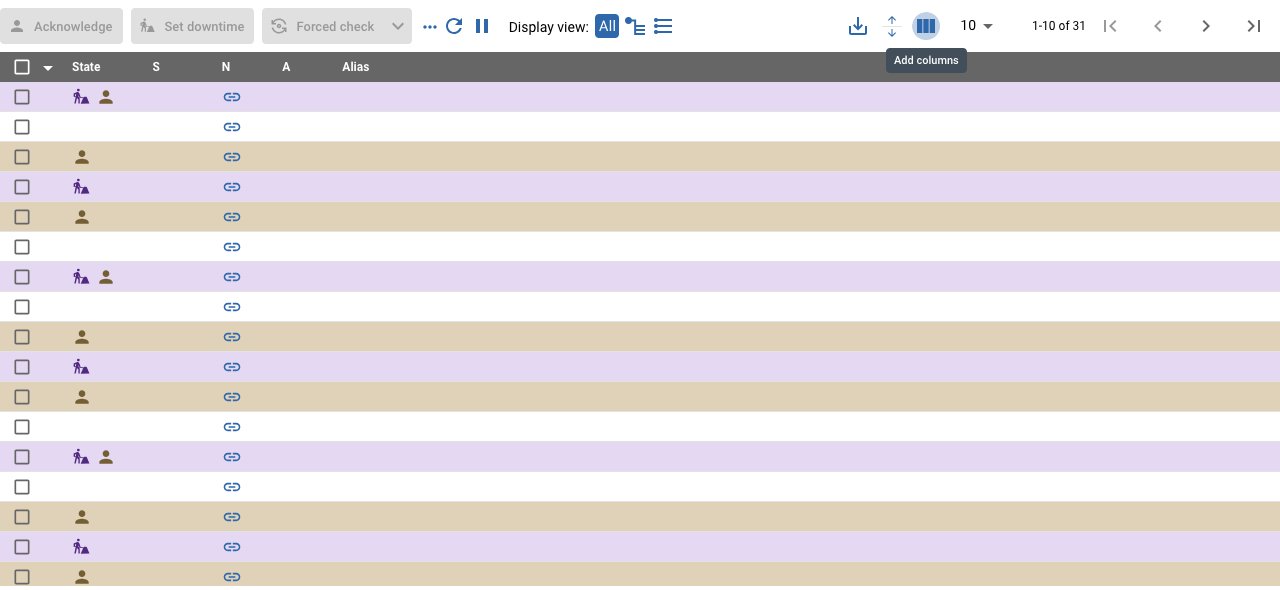 Acknowledge Set downtime Forced check Display view: All 10 1-10 of 31
Add columns
State S N A Alias